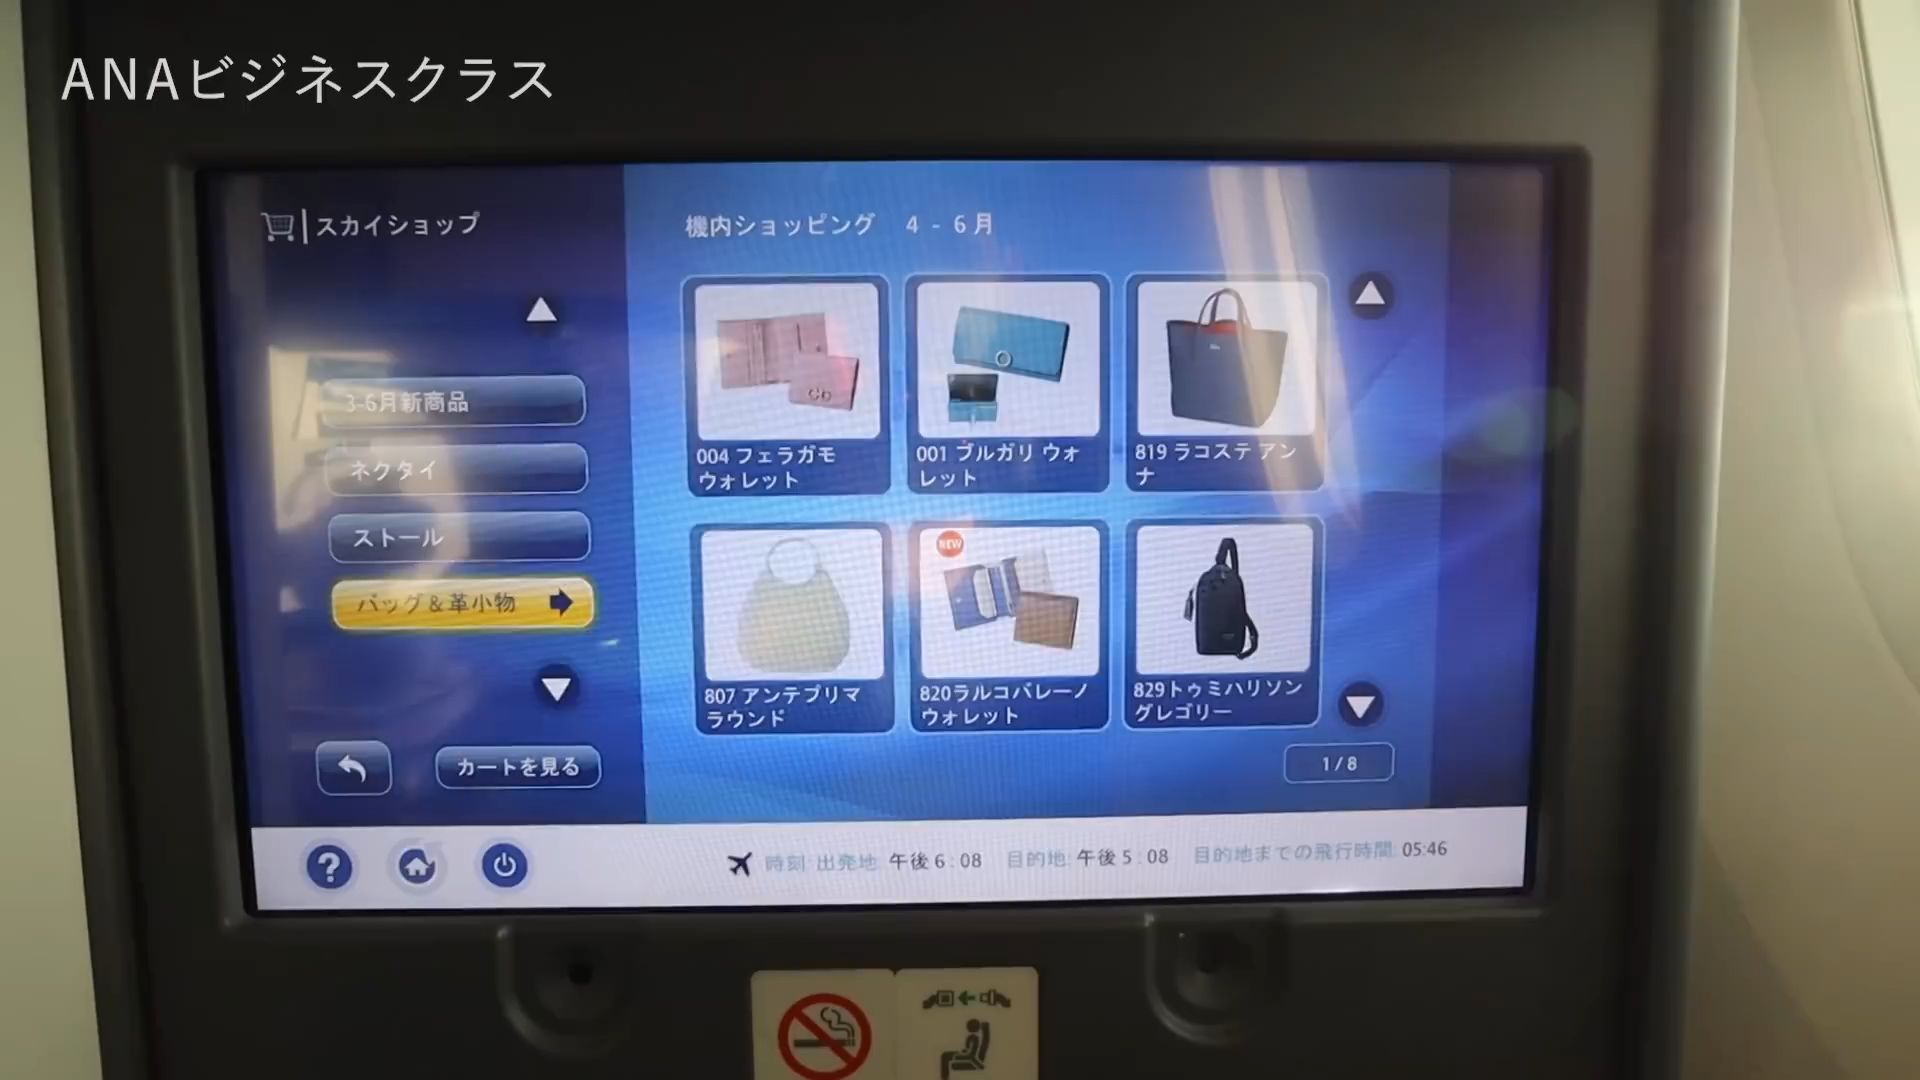 ANAビジネスクラス
スカイショップ
機内ショッピング 4 - 6月
3-6月新商品
ネクタイ
ストール
バッグ&革小物
カートを見る
004 フェラガモ
ウォレット
001 ブルガリ ウォ
レット
819 ラコステ アン
ナ
807 アンテプリマ
ラウンド
NEW
820ラルコバレーノ
ウォレット
829トゥミハリソン
グレゴリー
1/8
?
時刻: 出発地: 午後 6:08 目的地: 午後 5:08 目的地までの飛行時間: 05:46